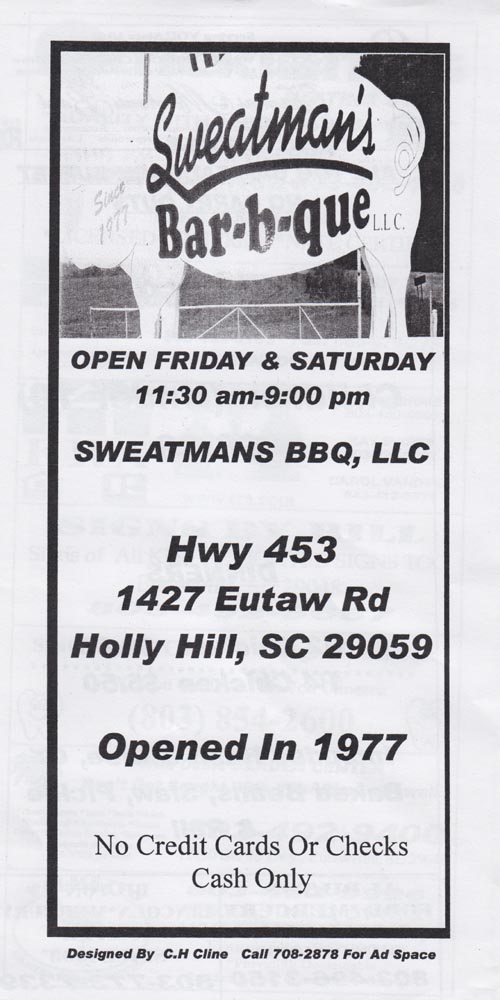 Sweatman's
Since
1977
Bar-b-que L.L.C.
OPEN FRIDAY & SATURDAY
11:30 am-9:00 pm
SWEATMANS BBQ, LLC
Hwy 453
1427 Eutaw Rd
Holly Hill, SC 29059
Opened In 1977
No Credit Cards Or Checks
Cash Only
Designed By C.H Cline Call 708-2878 For Ad Space